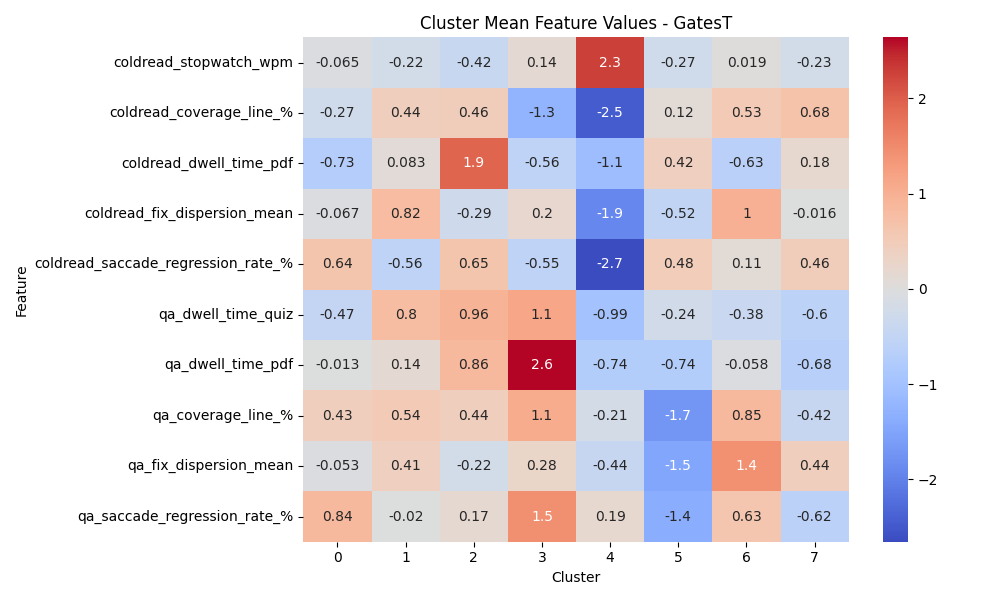 Cluster Mean Feature Values - GatesT
Feature
coldread_stopwatch_wpm -0.065 -0.22 -0.42 0.14 2.3 -0.27 0.019 -0.23
coldread_coverage_line_% -0.27 0.44 0.46 -1.3 -2.5 0.12 0.53 0.68
coldread_dwell_time_pdf -0.73 0.083 1.9 -0.56 -1.1 0.42 -0.63 0.18
coldread_fix_dispersion_mean -0.067 0.82 -0.29 0.2 -1.9 -0.52 1 -0.016
coldread_saccade_regression_rate_% 0.64 -0.56 0.65 -0.55 -2.7 0.48 0.11 0.46
qa_dwell_time_quiz -0.47 0.8 0.96 1.1 -0.99 -0.24 -0.38 -0.6
qa_dwell_time_pdf -0.013 0.14 0.86 2.6 -0.74 -0.74 -0.058 -0.68
qa_coverage_line_% 0.43 0.54 0.44 1.1 -0.21 -1.7 0.85 -0.42
qa_fix_dispersion_mean -0.053 0.41 -0.22 0.28 -0.44 -1.5 1.4 0.44
qa_saccade_regression_rate_% 0.84 -0.02 0.17 1.5 0.19 -1.4 0.63 -0.62
0 1 2 3 4 5 6 7
Cluster
2
1
0
−1
−2